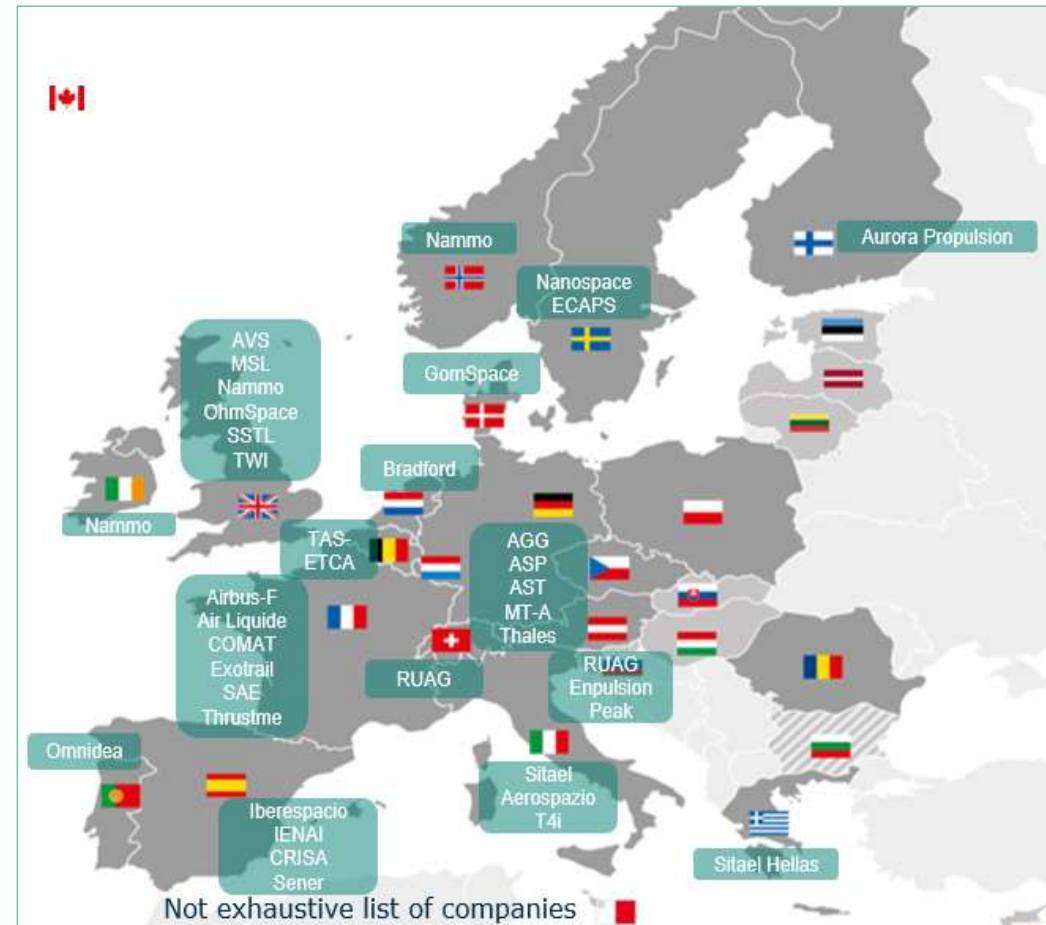 Nammo
Aurora Propulsion
Nanospace
ECAPS
AVS
MSL
Nammo
OhmSpace
SSTL
TWI
GomSpace
Bradford
Nammo
TAS-
ETCA
AGG
ASP
AST
MT-A
Thales
Airbus-F
Air Liquide
COMAT
Exotrail
SAE
Thrustme
RUAG
RUAG
Enpulsion
Peak
Omnidea
Sitael
Aerospazio
T4i
Iberespacio
IENAI
CRISA
Sener
Sitael Hellas
Not exhaustive list of companies